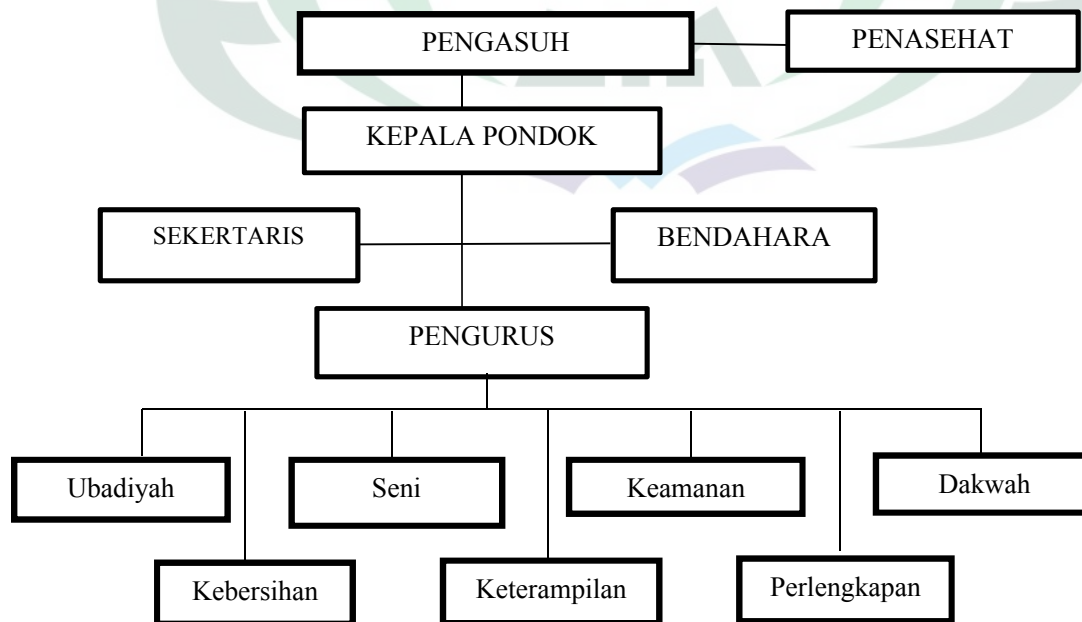 PENGASUH
PENASEHAT
KEPALA PONDOK
SEKERTARIS
BENDAHARA
PENGURUS
Ubadiyah
Seni
Keamanan
Dakwah
Kebersihan
Keterampilan
Perlengkapan